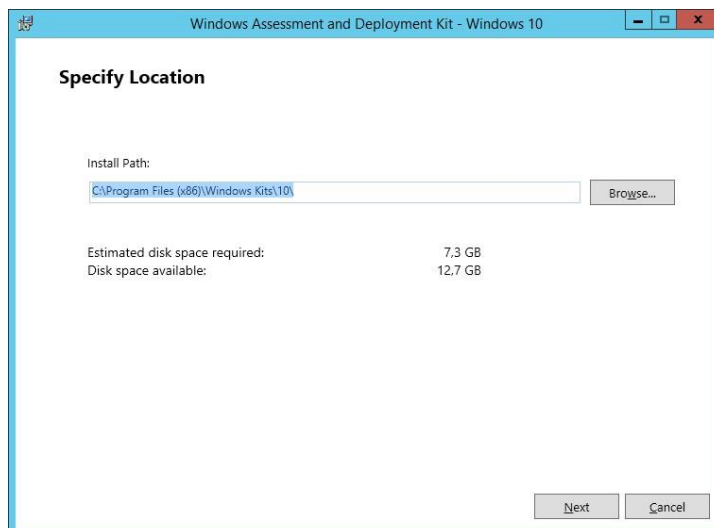 Windows Assessment and Deployment Kit - Windows 10
Specify Location
Install Path:
C:\Program Files (x86)\Windows Kits\10\
Browse...
Estimated disk space required: 7,3 GB
Disk space available: 12,7 GB
Next Cancel